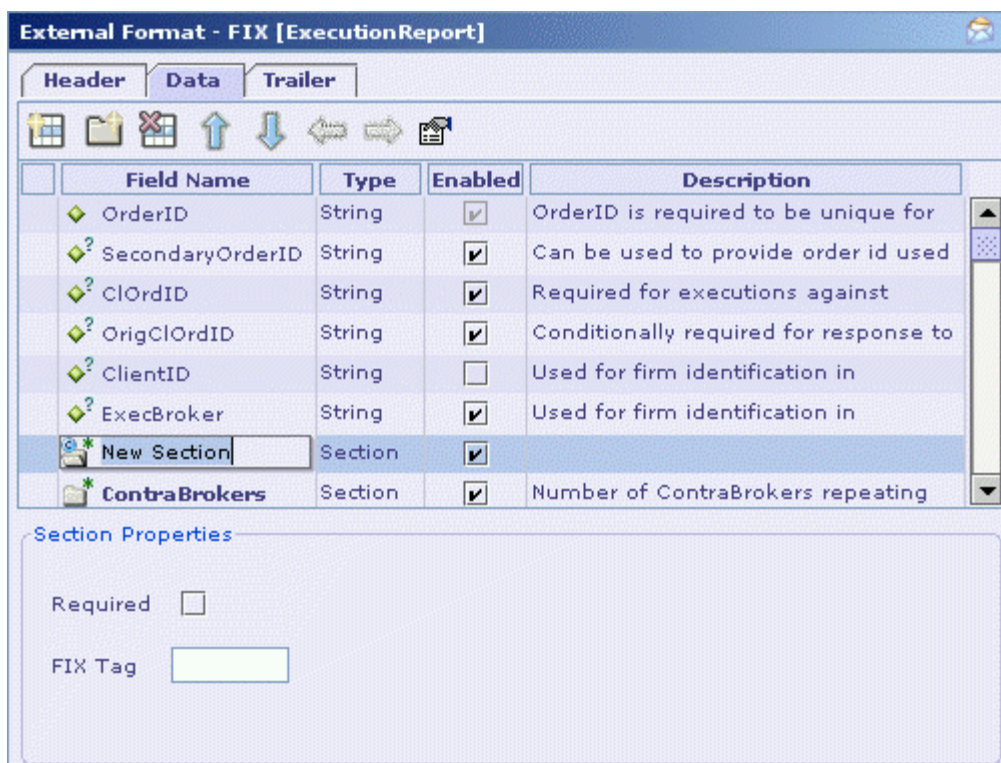 External Format - FIX [ExecutionReport]
Header Data Trailer
Field Name Type Enabled Description
OrderID String OrderID is required to be unique for
? SecondaryOrderID String Can be used to provide order id used
? ClOrdID String Required for executions against
? OrigClOrdID String Conditionally required for response to
? ClientID String Used for firm identification in
? ExecBroker String Used for firm identification in
* New Section Section
* ContraBrokers Section Number of ContraBrokers repeating
Section Properties
Required
FIX Tag